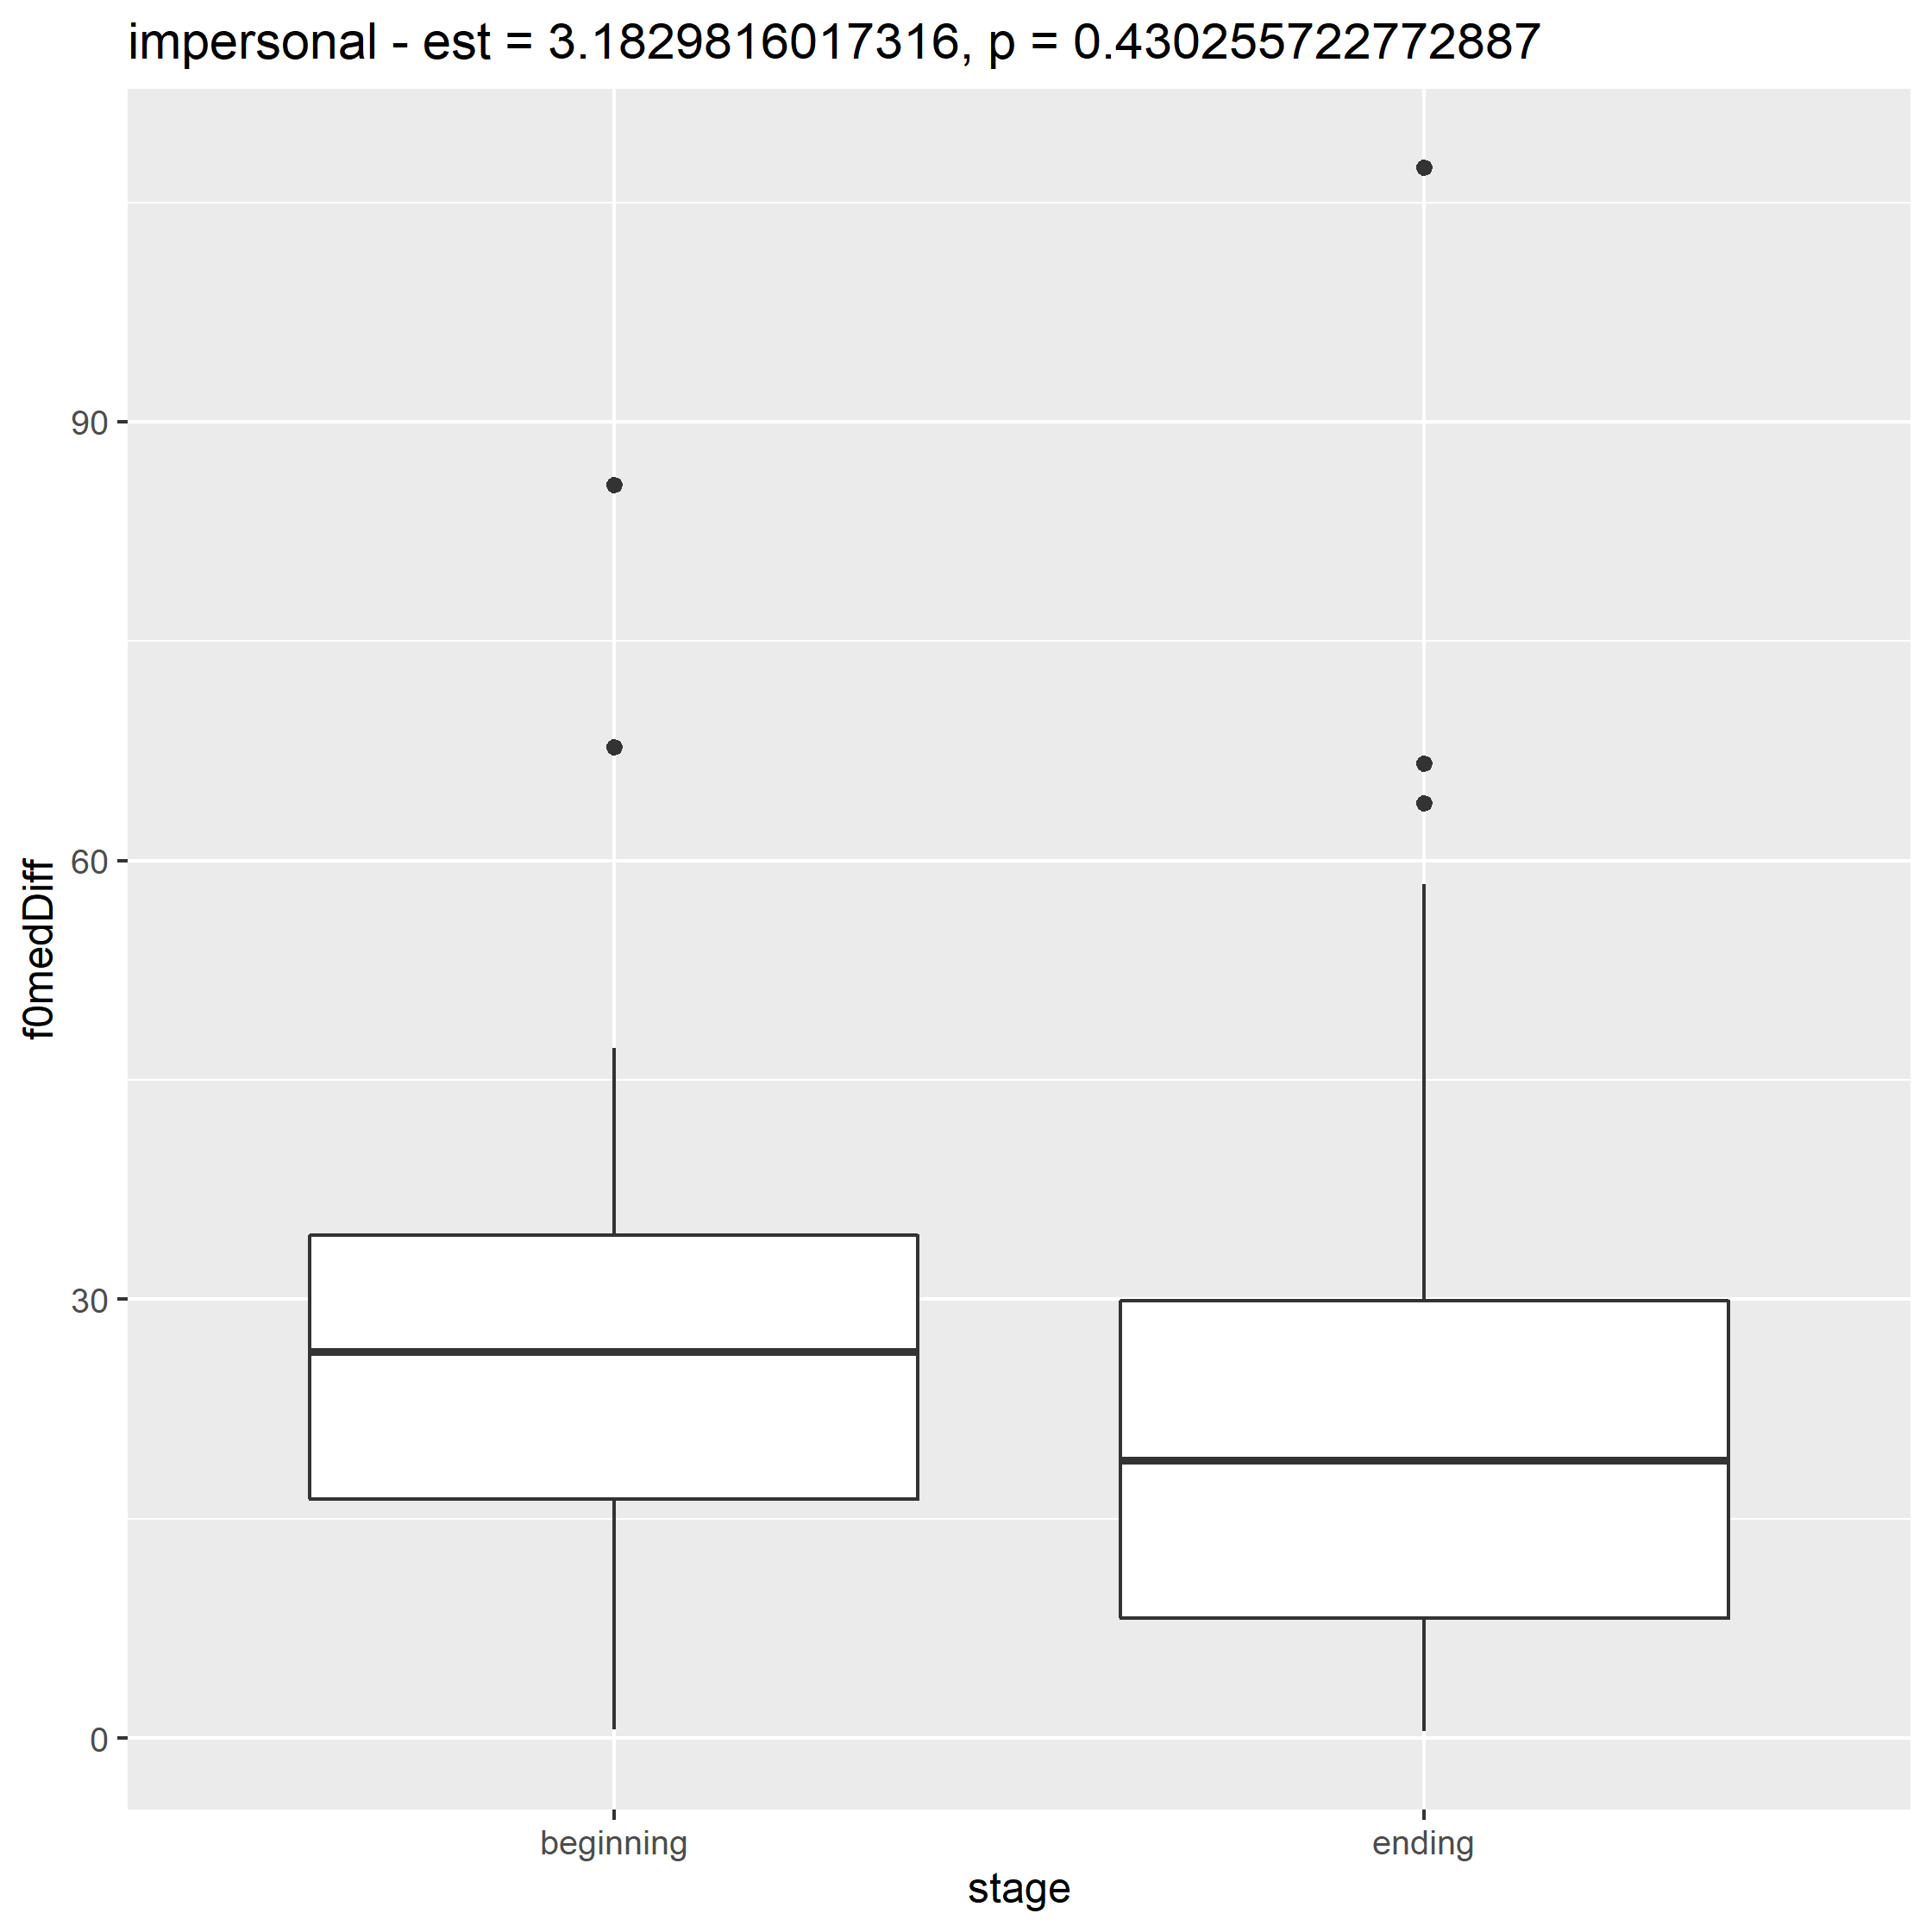 impersonal - est = 3.1829816017316, p = 0.430255722772887
90
60
30
0
f0medDiff
beginning
ending
stage